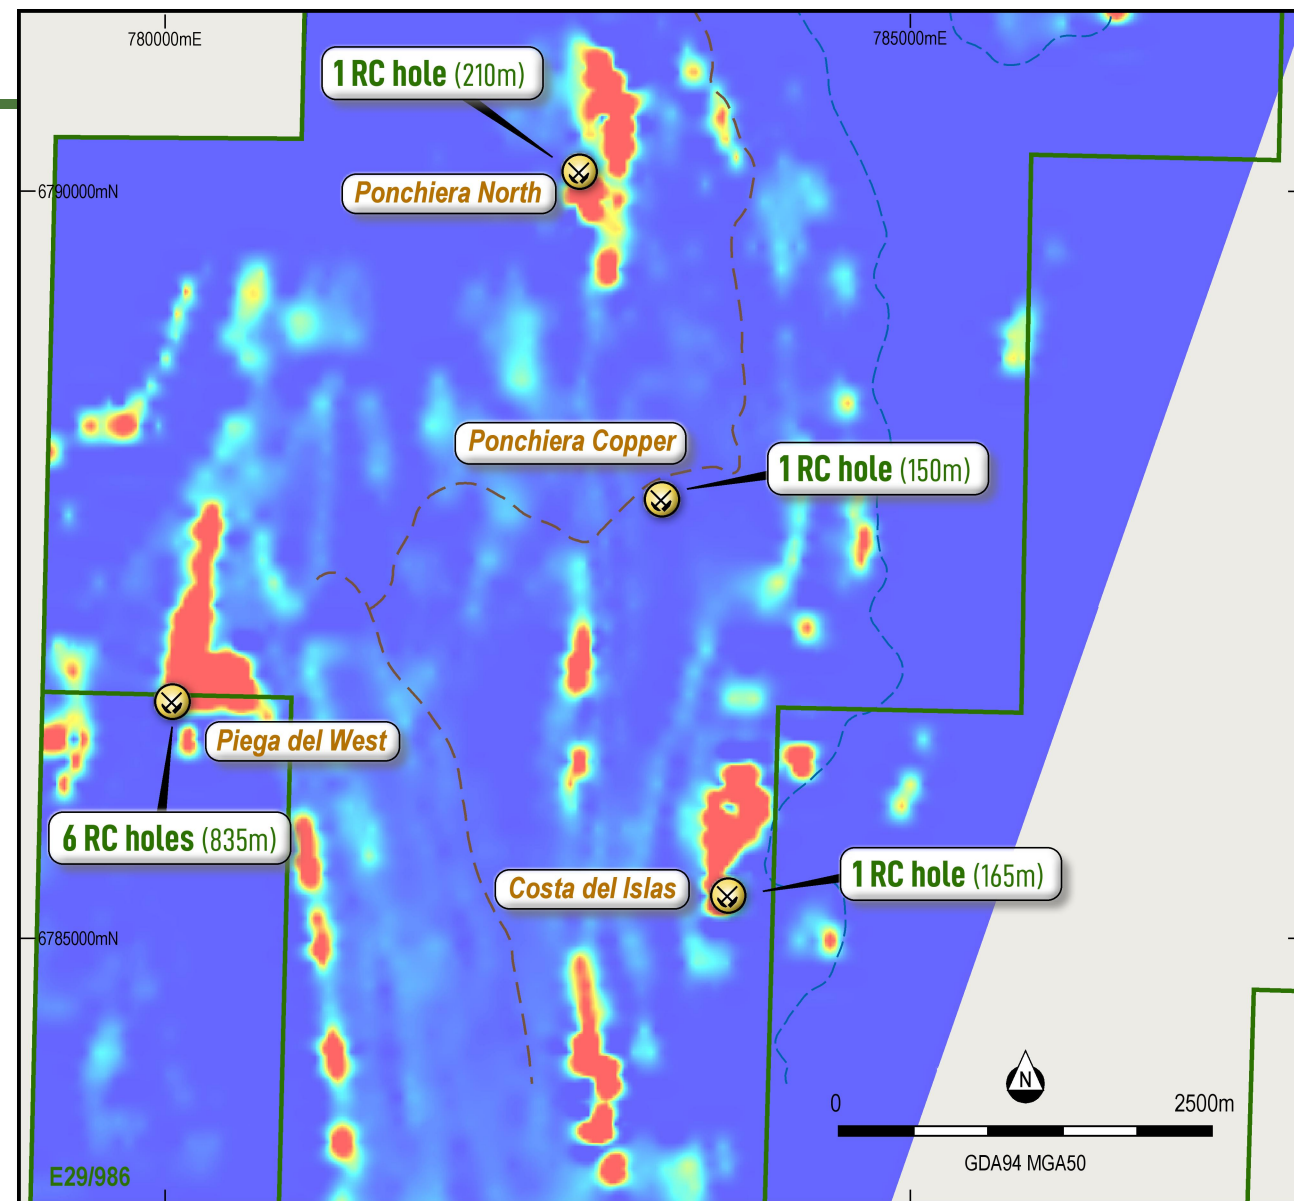 780000mE
785000mE
1 RC hole (210m)
6790000mN
Ponchiera North
Ponchiera Copper
1 RC hole (150m)
Piega del West
6 RC holes (835m)
Costa del Islas
1 RC hole (165m)
6785000mN
N
0
2500m
GDA94 MGA50
E29/986